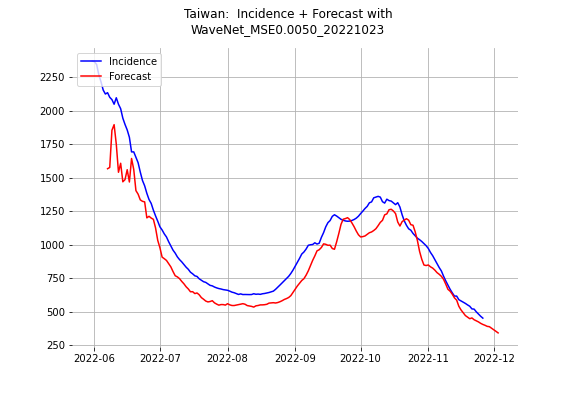 Taiwan:  Incidence + Forecast with
WaveNet_MSE0.0050_20221023
Incidence
Forecast
2250
2000
1750
1500
1250
1000
750
500
250
2022-06 2022-07 2022-08 2022-09 2022-10 2022-11 2022-12